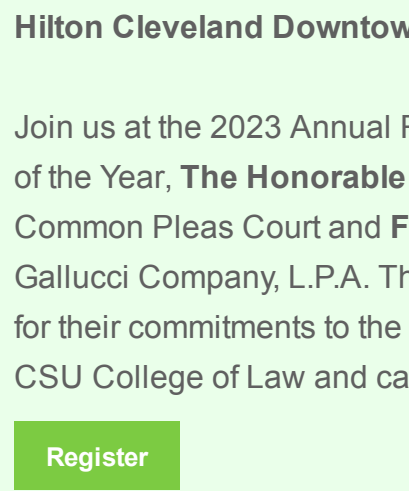 Hilton Cleveland Downtow
Join us at the 2023 Annual
of the Year, The Honorable
Common Pleas Court and F
Gallucci Company, L.P.A. Th
for their commitments to the
CSU College of Law and ca
Register